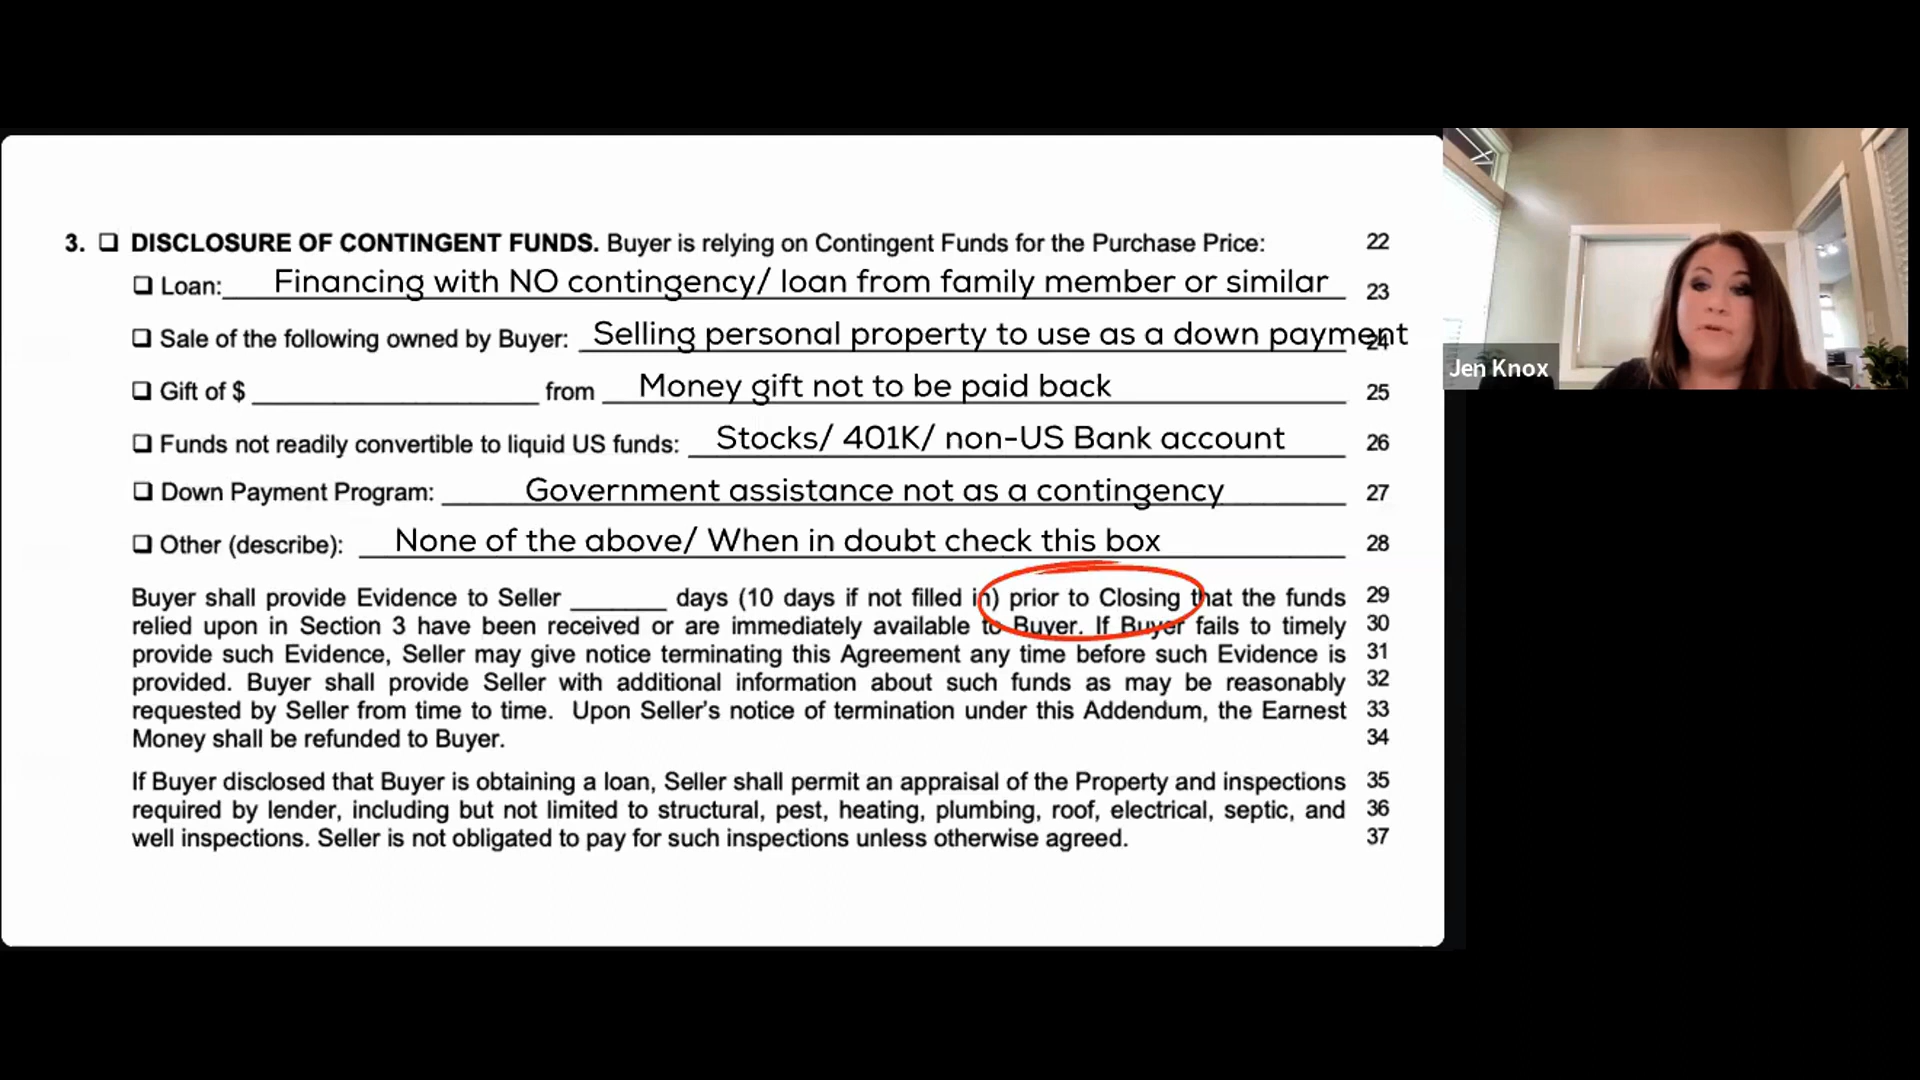 3. ❑ DISCLOSURE OF CONTINGENT FUNDS. Buyer is relying on Contingent Funds for the Purchase Price: 22
❑ Loan: Financing with NO contingency/ loan from family member or similar 23
❑ Sale of the following owned by Buyer: Selling personal property to use as a down payment 24
❑ Gift of $ ____ from Money gift not to be paid back 25
❑ Funds not readily convertible to liquid US funds: Stocks/ 401K/ non-US Bank account 26
❑ Down Payment Program: Government assistance not as a contingency 27
❑ Other (describe): None of the above/ When in doubt check this box 28
Buyer shall provide Evidence to Seller ____ days (10 days if not filled in) prior to Closing that the funds 29
relied upon in Section 3 have been received or are immediately available to Buyer. If Buyer fails to timely 30
provide such Evidence, Seller may give notice terminating this Agreement any time before such Evidence is 31
provided. Buyer shall provide Seller with additional information about such funds as may be reasonably 32
requested by Seller from time to time. Upon Seller's notice of termination under this Addendum, the Earnest 33
Money shall be refunded to Buyer. 34
If Buyer disclosed that Buyer is obtaining a loan, Seller shall permit an appraisal of the Property and inspections 35
required by lender, including but not limited to structural, pest, heating, plumbing, roof, electrical, septic, and 36
well inspections. Seller is not obligated to pay for such inspections unless otherwise agreed. 37
Jen Knox